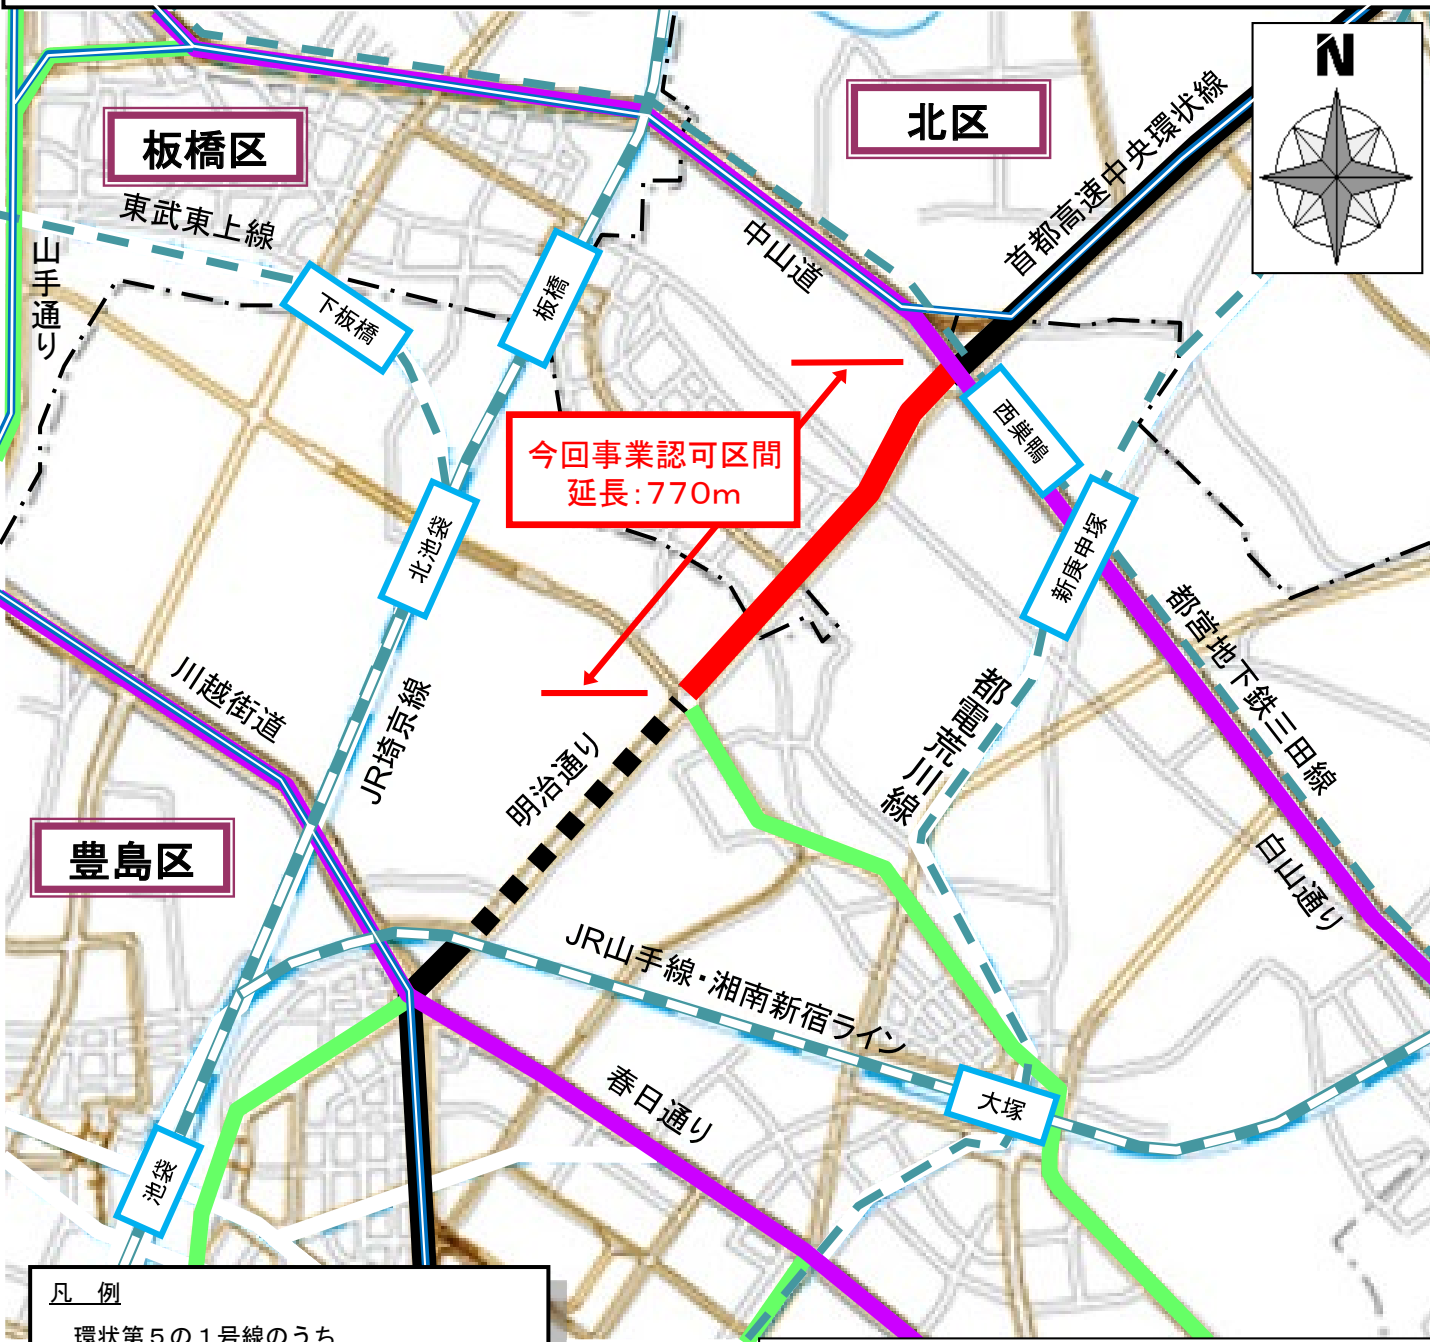 N
北区
板橋区
首都高速中央環状線
東武東上線
中山道
山手通り
板橋
下板橋
西巣鴨
今回事業認可区間
延長:770m
北池袋
新庚申塚
都営地下鉄三田線
川越街道
JR埼京線
都電荒川線
明治通り
豊島区
白山通り
JR山手線・湘南新宿ライン
春日通り
大塚
池袋
凡　例
環状第5の1号線のうち